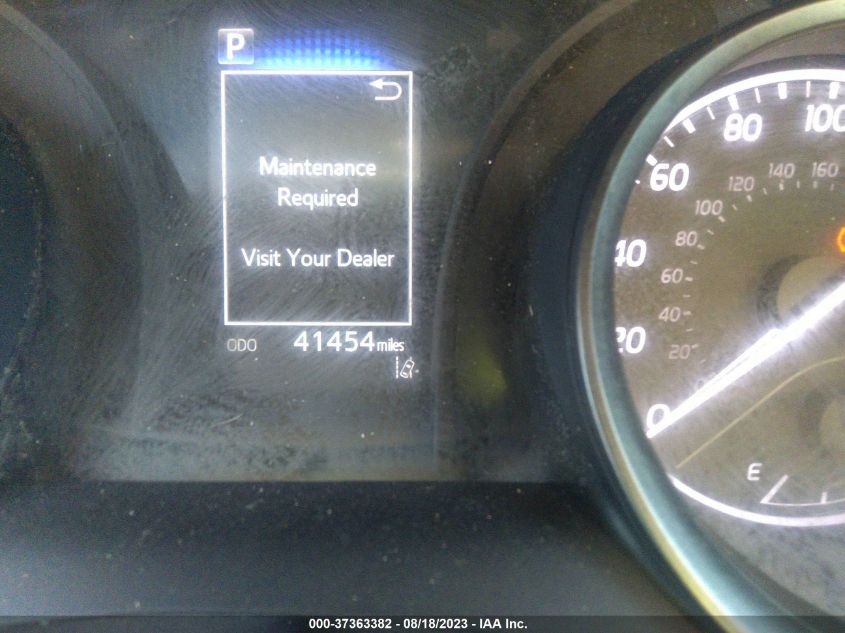 P
Maintenance
Required
Visit Your Dealer
ODO 41454 miles
100
80
60
40
20
0
160
140
120
100
80
60
40
20
E
000-37363382 - 08/18/2023 - IAA Inc.